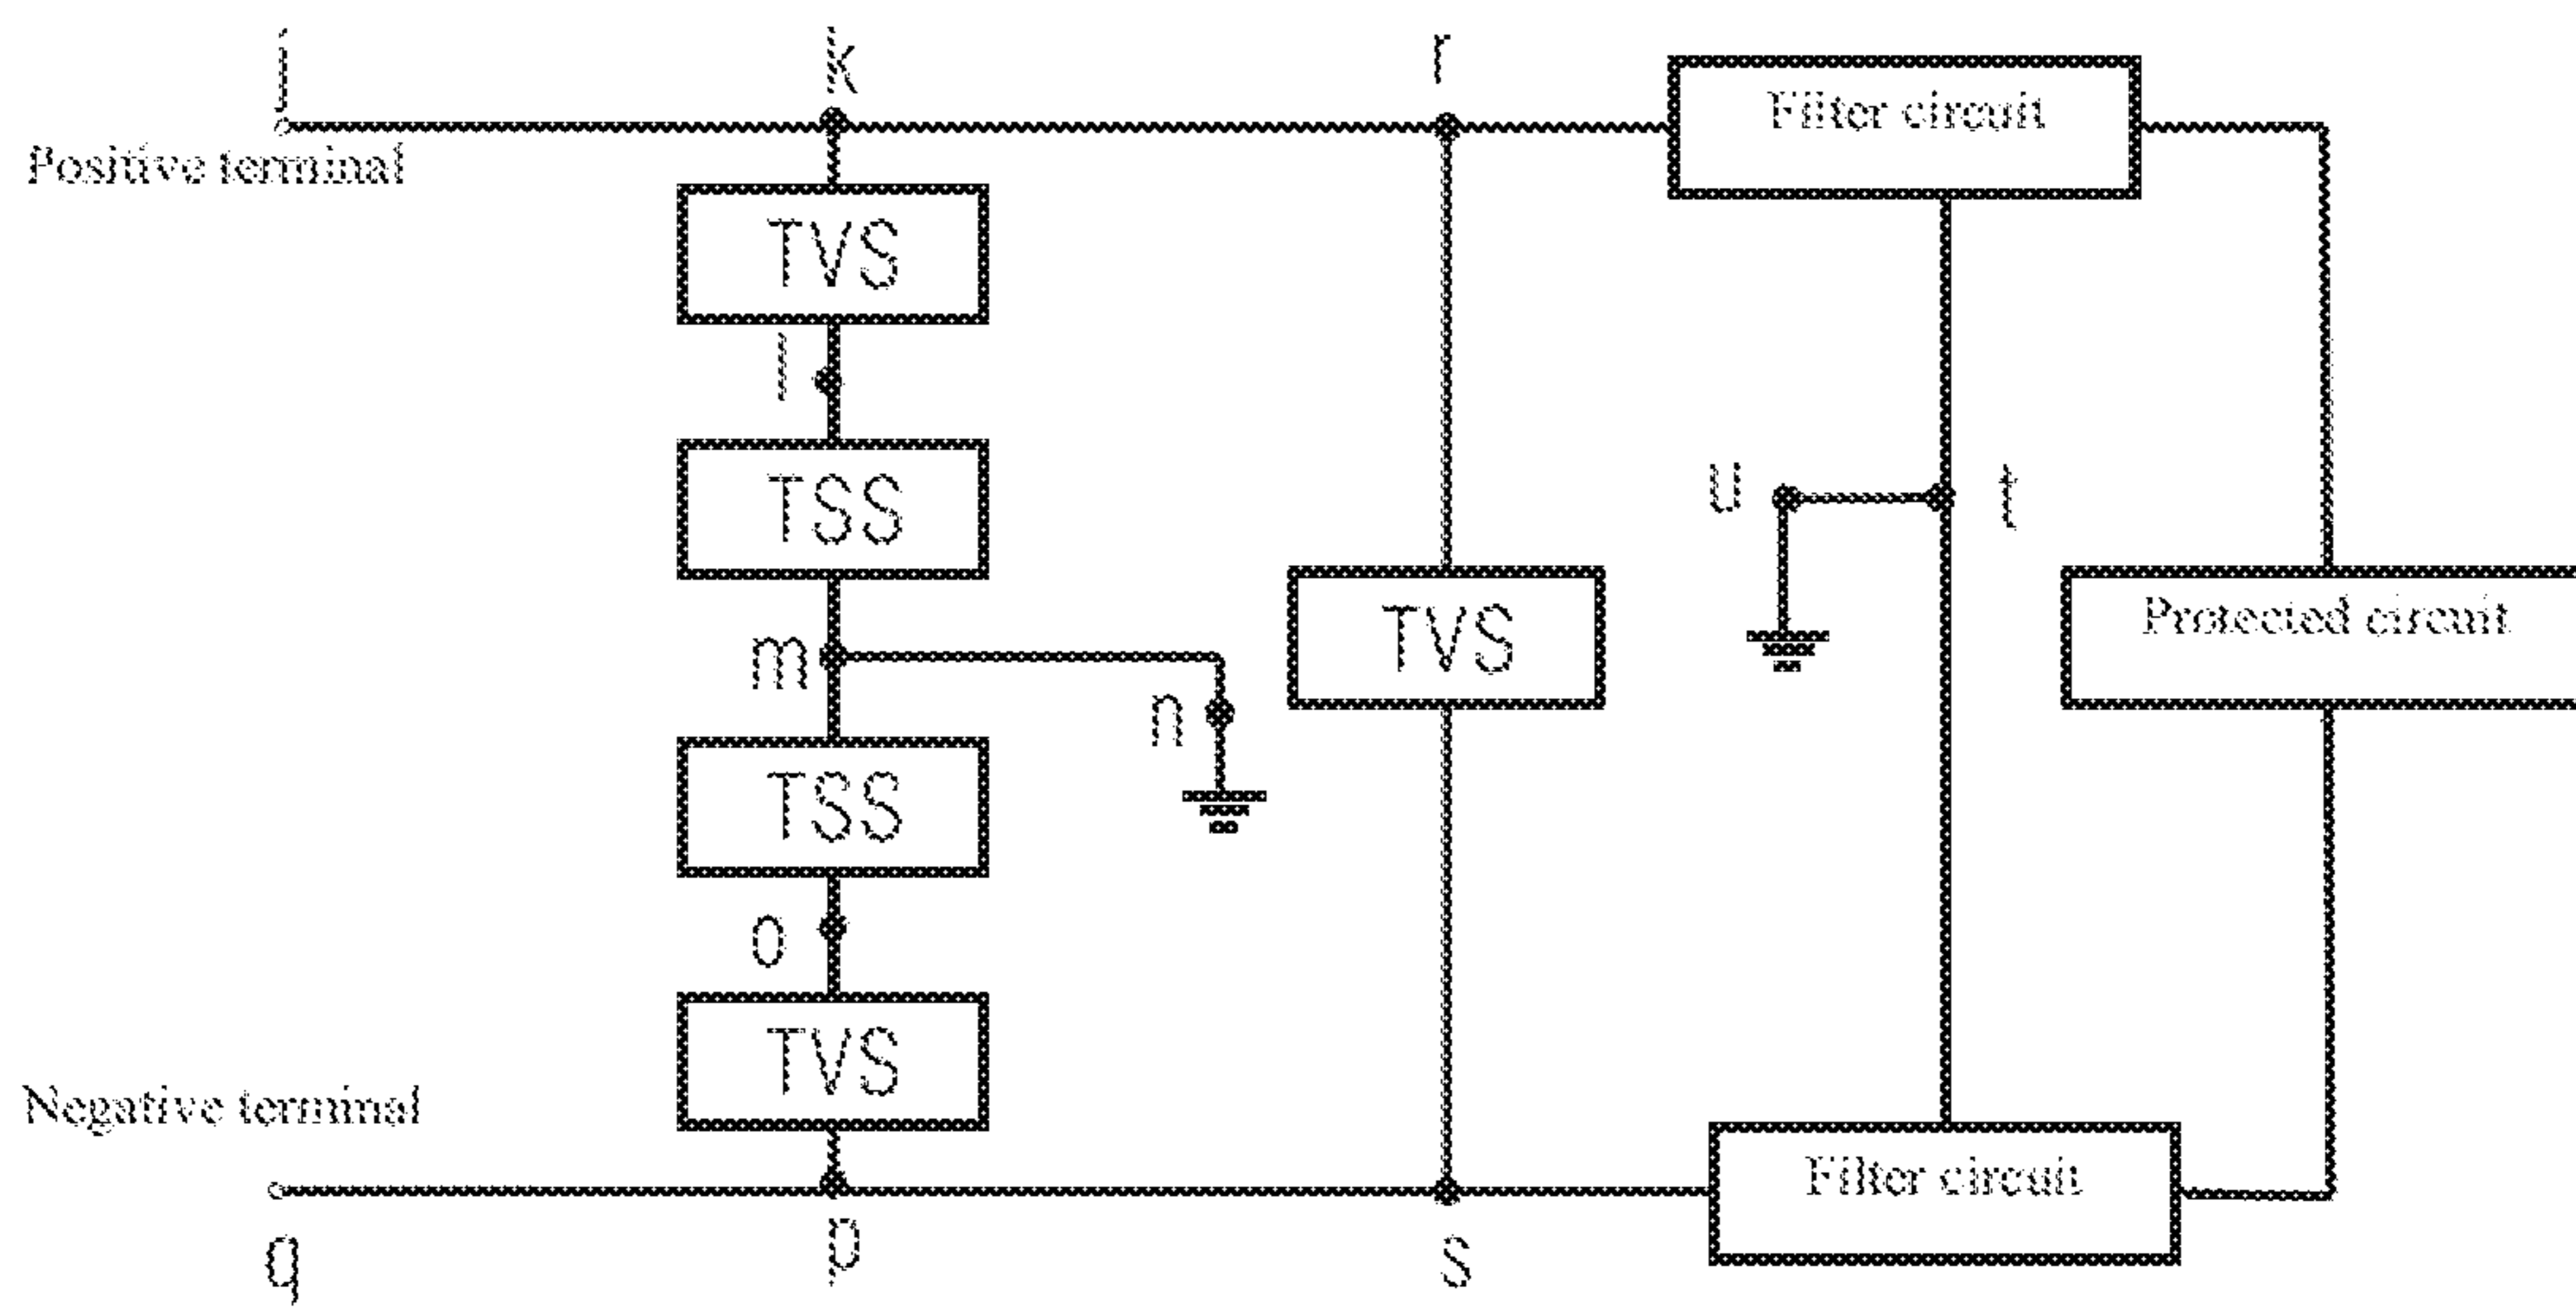 j
k
r
Filter circuit
Positive terminal
TVS
l
TSS
u
t
m
TVS
Protected circuit
n
TSS
o
TVS
Negative terminal
Filter circuit
q
p
s